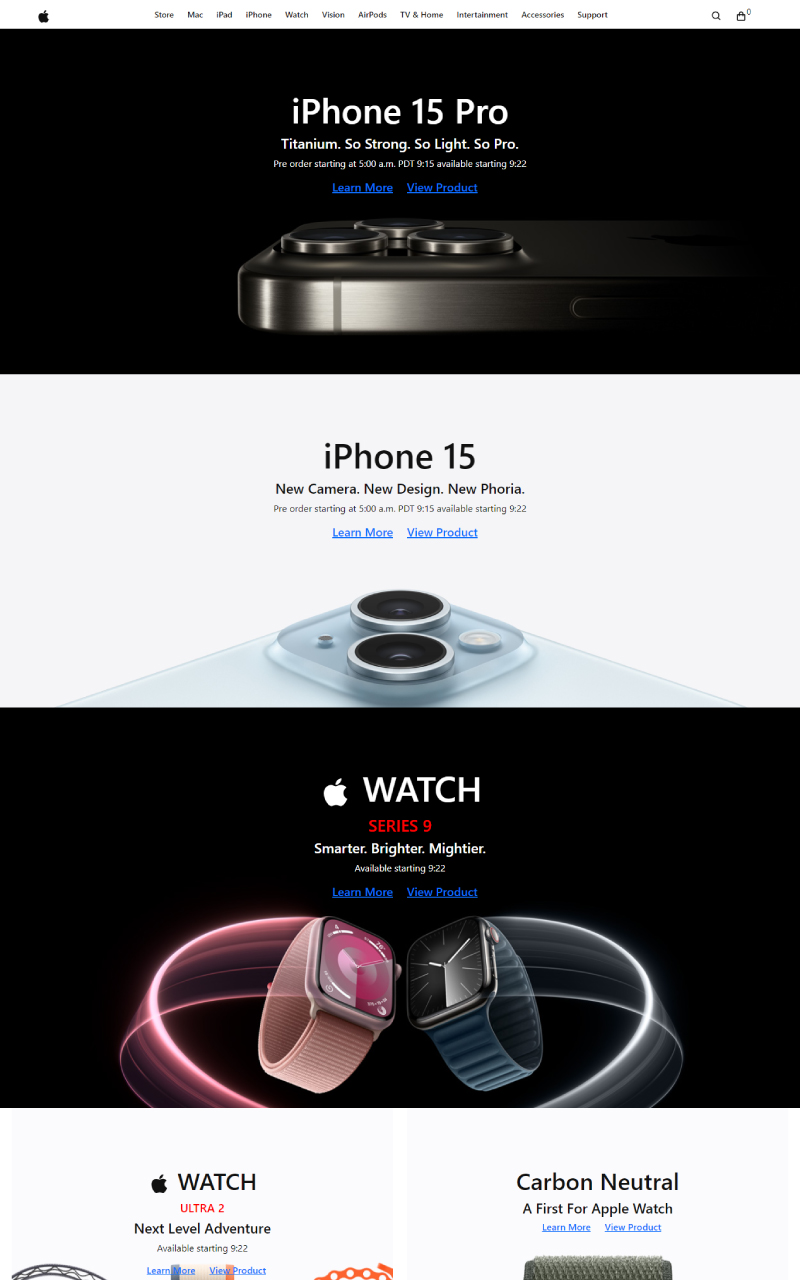 Store Mac iPad iPhone Watch Vision AirPods TV & Home Intertainment Accessories Support 0
iPhone 15 Pro
Titanium. So Strong. So Light. So Pro.
Pre order starting at 5:00 a.m. PDT 9:15 available starting 9:22
Learn More View Product
iPhone 15
New Camera. New Design. New Phoria.
Pre order starting at 5:00 a.m. PDT 9:15 available starting 9:22
Learn More View Product
WATCH
SERIES 9
Smarter. Brighter. Mightier.
Available starting 9:22
Learn More View Product
WATCH
ULTRA 2
Next Level Adventure
Available starting 9:22
Learn More View Product
Carbon Neutral
A First For Apple Watch
Learn More View Product